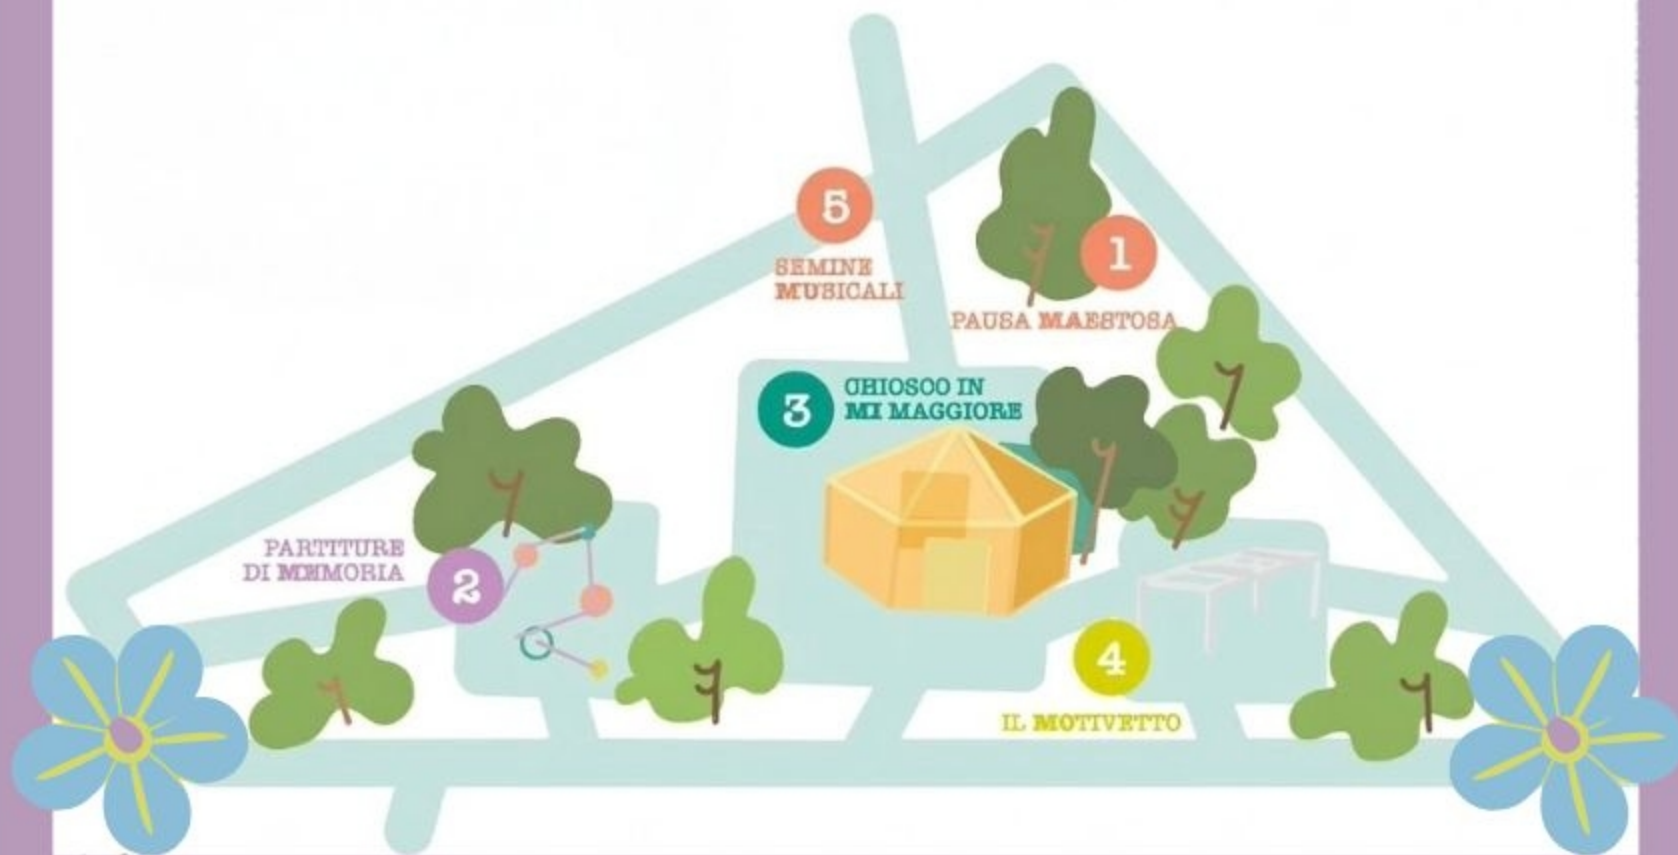 5
SEMINE
MUSICALI
1
PAUSA MAESTOSA
3
CHIOSCO IN
MI MAGGIORE
PARTITURE
DI MEMORIA
2
4
IL MOTIVETTO